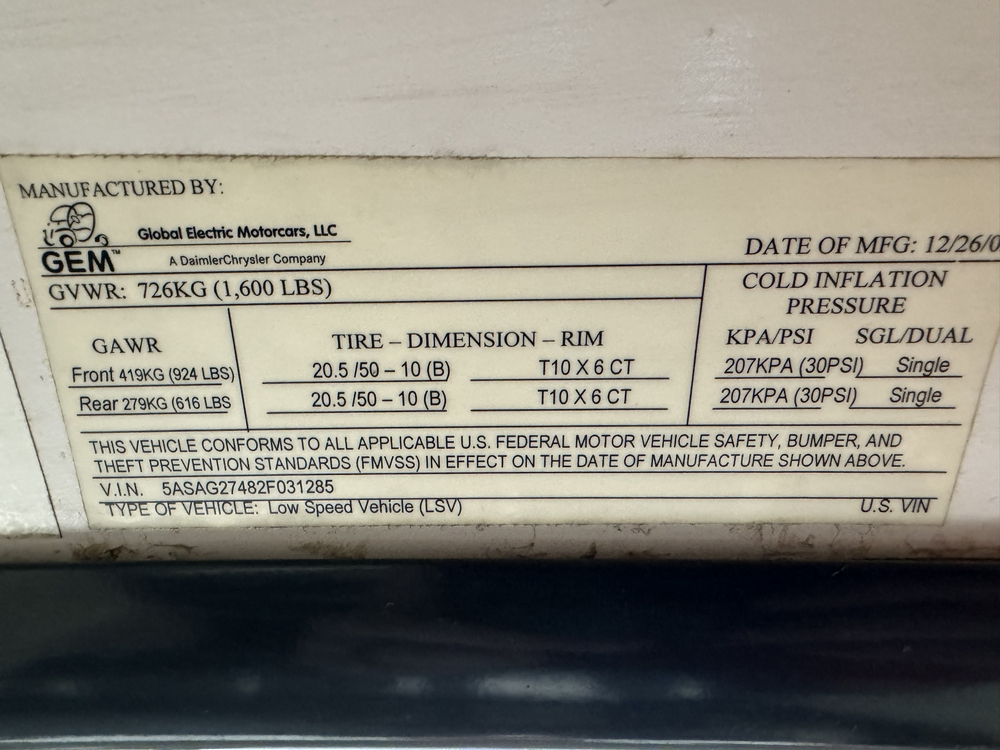 MANUFACTURED BY:
GEM™
Global Electric Motorcars, LLC
A DaimlerChrysler Company
DATE OF MFG: 12/26/0
GVWR: 726KG (1,600 LBS)
COLD INFLATION
PRESSURE
GAWR
TIRE – DIMENSION – RIM
KPA/PSI SGL/DUAL
Front 419KG (924 LBS) 20.5 /50 – 10 (B) T10 X 6 CT 207KPA (30PSI) Single
Rear 279KG (616 LBS 20.5 /50 – 10 (B) T10 X 6 CT 207KPA (30PSI) Single
THIS VEHICLE CONFORMS TO ALL APPLICABLE U.S. FEDERAL MOTOR VEHICLE SAFETY, BUMPER, AND
THEFT PREVENTION STANDARDS (FMVSS) IN EFFECT ON THE DATE OF MANUFACTURE SHOWN ABOVE.
V.I.N. 5ASAG27482F031285
TYPE OF VEHICLE: Low Speed Vehicle (LSV) U.S. VIN